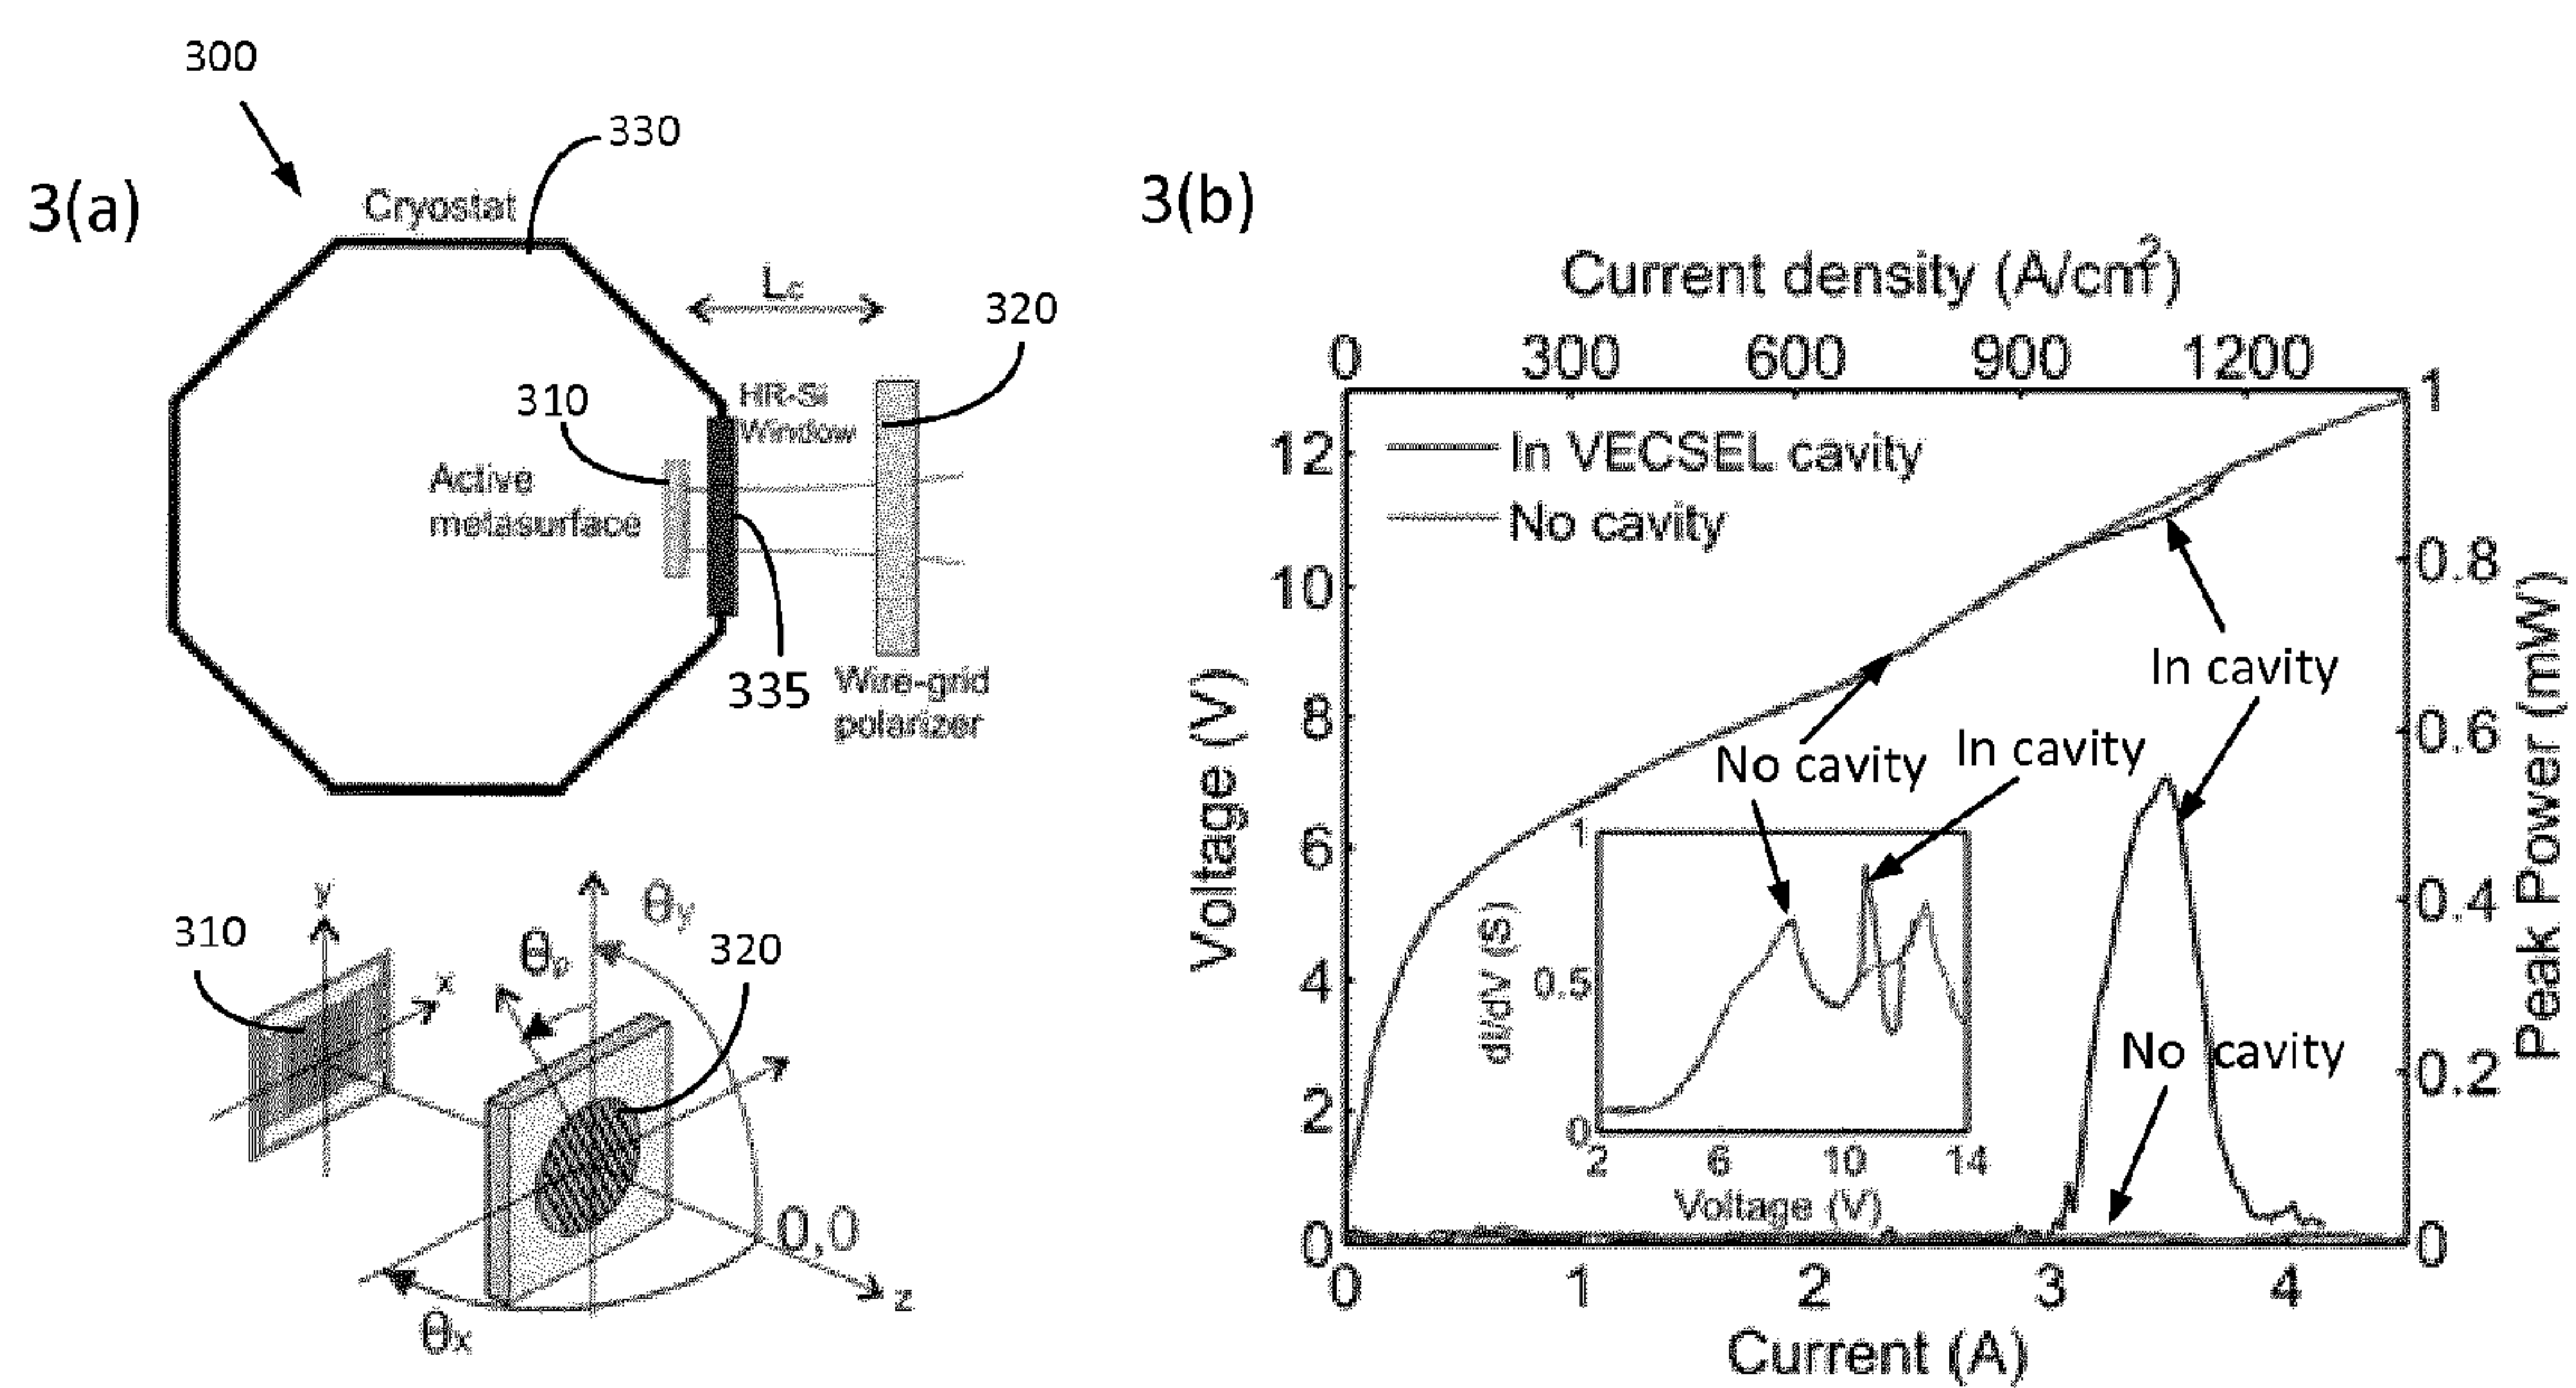 300
330
3(a)
Cryostat
Lc
320
310
HR-Si
Window
Active
metasurface
335
Wire-grid
polarizer
y
θy
310
θp
320
x
0,0
z
θx
3(b)
Current density (A/cm²)
0 300 600 900 1200
1
12
In VECSEL cavity
No cavity
10
0.8
In cavity
8
0.6
No cavity
In cavity
Voltage (V)
Peak Power (mW)
6
1
0.4
dI/dV (S)
0.5
4
No cavity
0.2
2
0
2 6 10 14
Voltage (V)
0
0
0 1 2 3 4
Current (A)